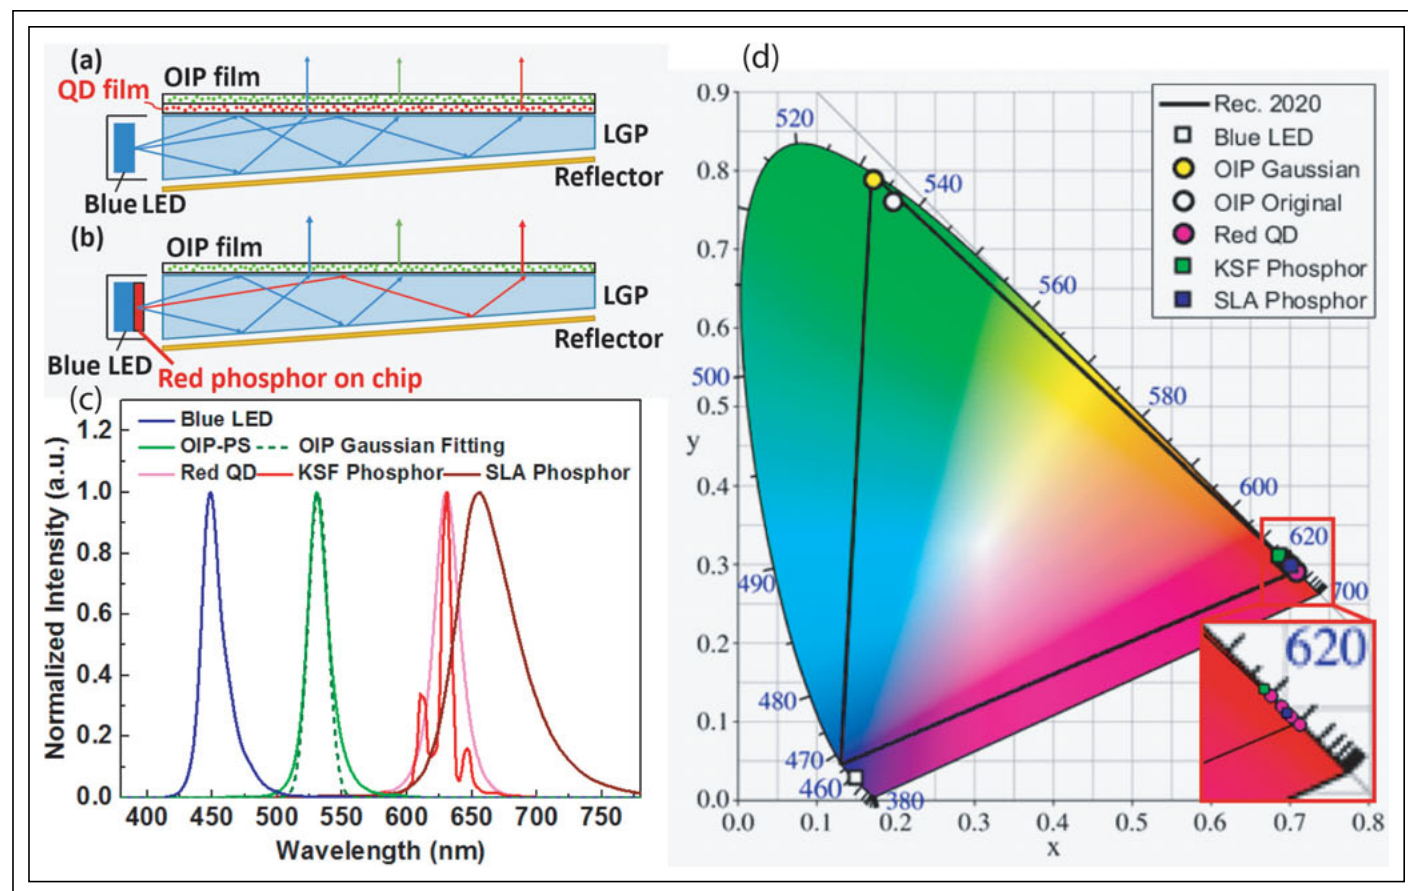 (a)
OIP film
QD film
LGP
Reflector
Blue LED
(b)
OIP film
LGP
Reflector
Blue LED
Red phosphor on chip
(c)
Blue LED
OIP-PS OIP Gaussian Fitting
Red QD KSF Phosphor SLA Phosphor
Normalized Intensity (a.u.)
1.2
1.0
0.8
0.6
0.4
0.2
0.0
400 450 500 550 600 650 700 750
Wavelength (nm)
(d)
Rec. 2020
Blue LED
OIP Gaussian
OIP Original
Red QD
KSF Phosphor
SLA Phosphor
0.9
0.8
0.7
0.6
0.5
0.4
0.3
0.2
0.1
0.0
y
520
540
560
580
600
620
700
500
490
480
470
460
380
620
0.0 0.1 0.2 0.3 0.4 0.5 0.6 0.7 0.8
x